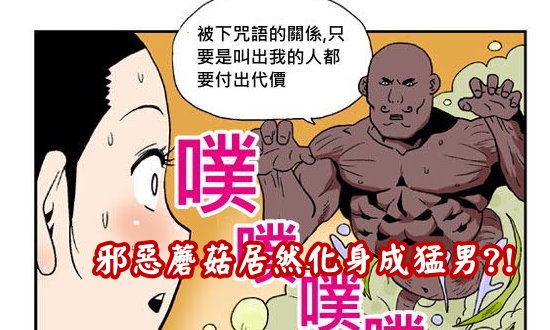 被下咒語的關係,只
要是叫出我的人都
要付出代價
噗
噗
噗
噗
邪惡蘑菇居然化身成猛男?!